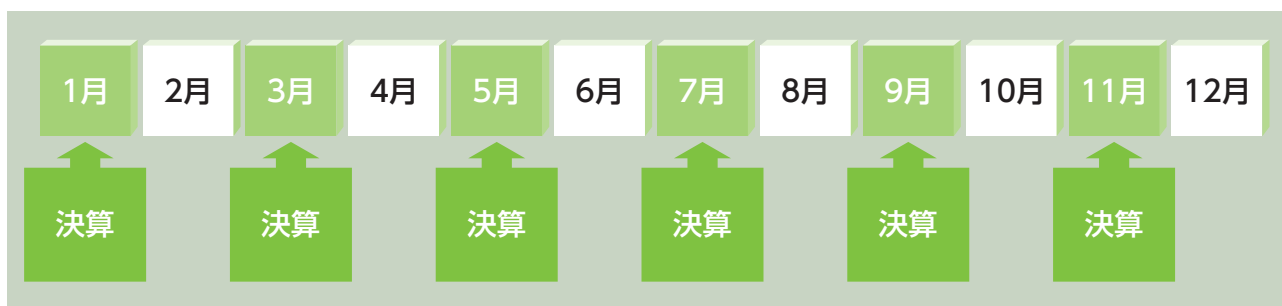 1月 2月 3月 4月 5月 6月 7月 8月 9月 10月 11月 12月
決算 決算 決算 決算 決算 決算